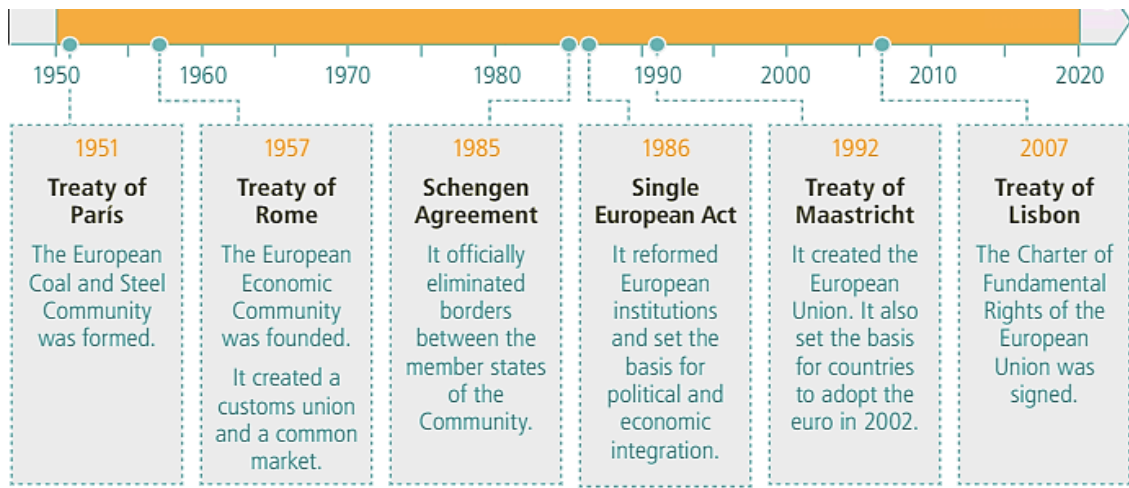 1950 1960 1970 1980 1990 2000 2010 2020
1951
Treaty of
París
The European
Coal and Steel
Community
was formed.
1957
Treaty of
Rome
The European
Economic
Community
was founded.
It created a
customs union
and a common
market.
1985
Schengen
Agreement
It officially
eliminated
borders
between the
member states
of the
Community.
1986
Single
European Act
It reformed
European
institutions
and set the
basis for
political and
economic
integration.
1992
Treaty of
Maastricht
It created the
European
Union. It also
set the basis
for countries
to adopt the
euro in 2002.
2007
Treaty of
Lisbon
The Charter of
Fundamental
Rights of the
European
Union was
signed.